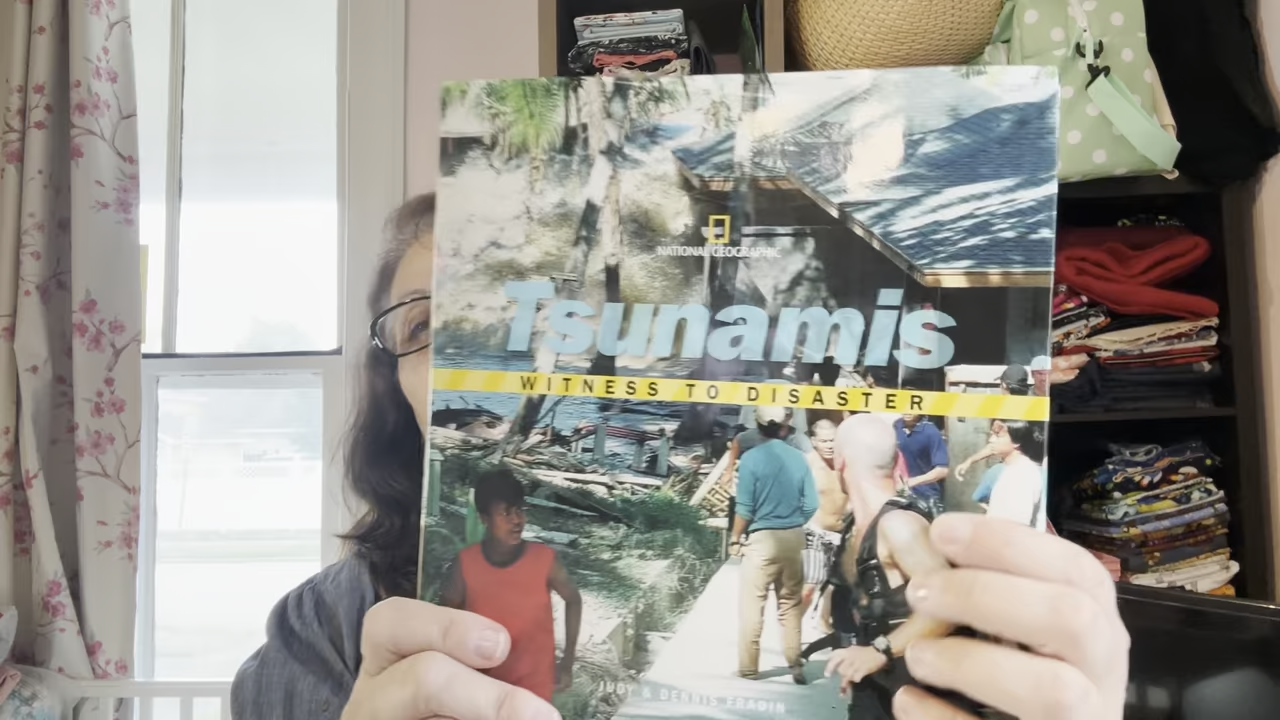 NATIONAL GEOGRAPHIC
Tsunamis
WITNESS TO DISASTER
JUDY & DENNIS FRADIN